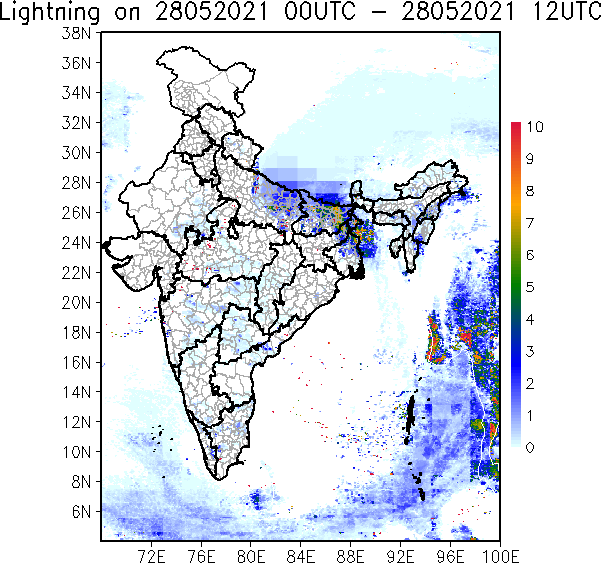 Lightning on 28052021 00UTC – 28052021 12UTC
38N
36N
34N
32N
30N
28N
26N
24N
22N
20N
18N
16N
14N
12N
10N
8N
6N
72E 76E 80E 84E 88E 92E 96E 100E
10
9
8
7
6
5
4
3
2
1
0